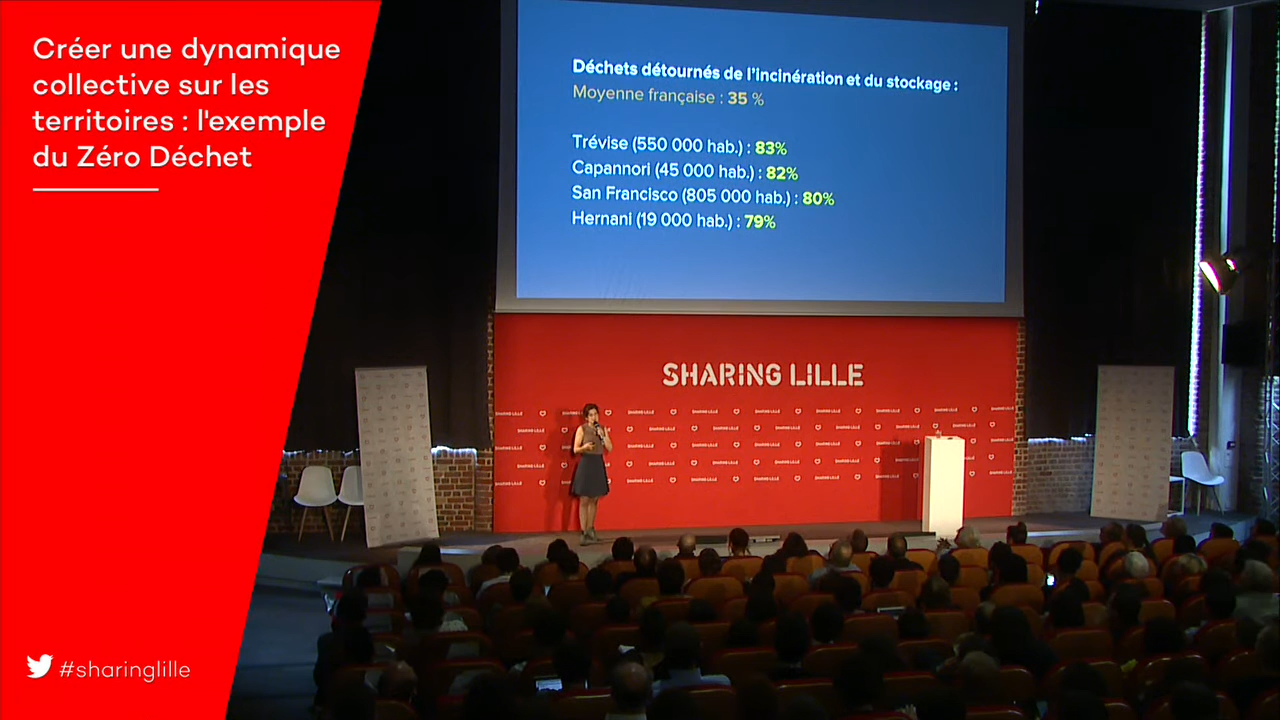 Créer une dynamique
collective sur les
territoires : l'exemple
du Zéro Déchet
#sharinglille
Déchets détournés de l'incinération et du stockage :
Moyenne française : 35 %
Trévise (550 000 hab.) : 83%
Capannori (45 000 hab.) : 82%
San Francisco (805 000 hab.) : 80%
Hernani (19 000 hab.) : 79%
SHARING LILLE